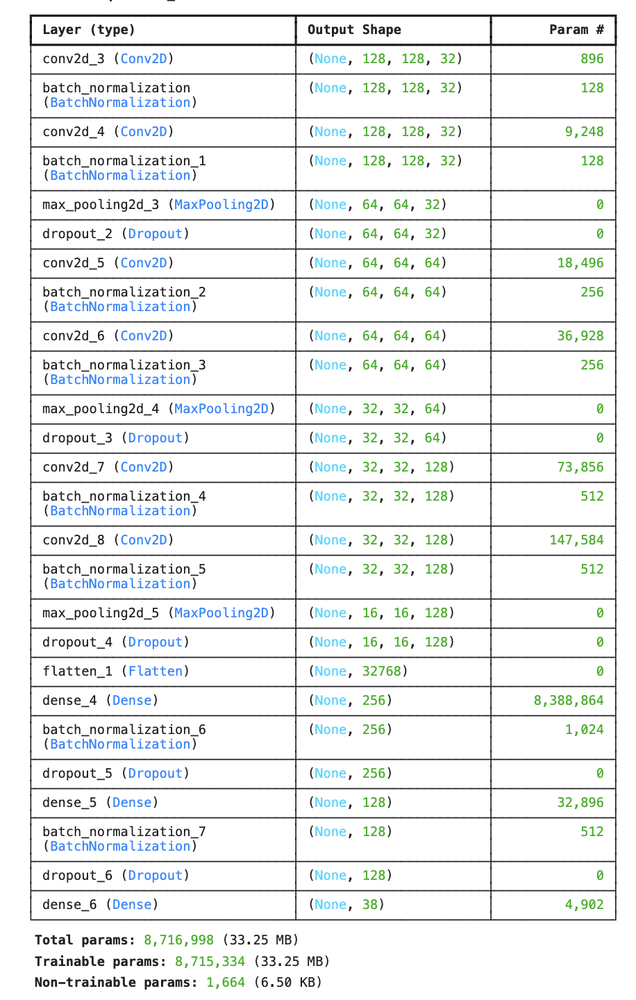 Layer (type) Output Shape Param #
conv2d_3 (Conv2D) (None, 128, 128, 32) 896
batch_normalization (None, 128, 128, 32) 128
(BatchNormalization)
conv2d_4 (Conv2D) (None, 128, 128, 32) 9,248
batch_normalization_1 (None, 128, 128, 32) 128
(BatchNormalization)
max_pooling2d_3 (MaxPooling2D) (None, 64, 64, 32) 0
dropout_2 (Dropout) (None, 64, 64, 32) 0
conv2d_5 (Conv2D) (None, 64, 64, 64) 18,496
batch_normalization_2 (None, 64, 64, 64) 256
(BatchNormalization)
conv2d_6 (Conv2D) (None, 64, 64, 64) 36,928
batch_normalization_3 (None, 64, 64, 64) 256
(BatchNormalization)
max_pooling2d_4 (MaxPooling2D) (None, 32, 32, 64) 0
dropout_3 (Dropout) (None, 32, 32, 64) 0
conv2d_7 (Conv2D) (None, 32, 32, 128) 73,856
batch_normalization_4 (None, 32, 32, 128) 512
(BatchNormalization)
conv2d_8 (Conv2D) (None, 32, 32, 128) 147,584
batch_normalization_5 (None, 32, 32, 128) 512
(BatchNormalization)
max_pooling2d_5 (MaxPooling2D) (None, 16, 16, 128) 0
dropout_4 (Dropout) (None, 16, 16, 128) 0
flatten_1 (Flatten) (None, 32768) 0
dense_4 (Dense) (None, 256) 8,388,864
batch_normalization_6 (None, 256) 1,024
(BatchNormalization)
dropout_5 (Dropout) (None, 256) 0
dense_5 (Dense) (None, 128) 32,896
batch_normalization_7 (None, 128) 512
(BatchNormalization)
dropout_6 (Dropout) (None, 128) 0
dense_6 (Dense) (None, 38) 4,902
Total params: 8,716,998 (33.25 MB)
Trainable params: 8,715,334 (33.25 MB)
Non-trainable params: 1,664 (6.50 KB)